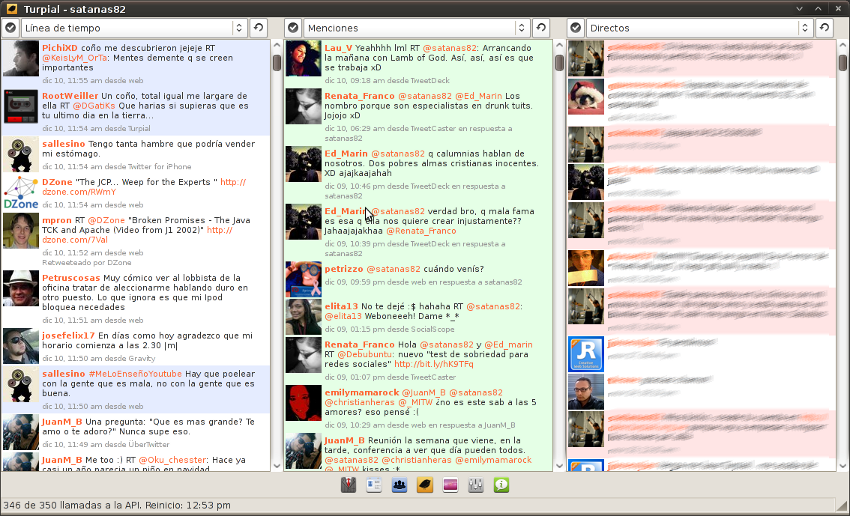 Turpial - satanas82
Línea de tiempo
PichiXD coño me descubrieron jejeje RT
@KeisLyM_OrTa: Mentes demente q se creen
importantes
dic 10, 11:55 am desde web
RootWeiller Un coño, total igual me largare de
ella RT @DGatiKs Que harias si supieras que es
tu ultimo dia en la tierra...
dic 10, 11:54 am desde Turpial
sallesino Tengo tanta hambre que podría vender
mi estómago.
dic 10, 11:54 am desde Twitter for iPhone
DZone "The JCP... Weep for the Experts " http://
dzone.com/RWmY
dic 10, 11:54 am desde web
mpron RT @DZone "Broken Promises - The Java
TCK and Apache (Video from J1 2002)" http://
dzone.com/7Val
dic 10, 11:52 am desde web
Retweeteado por DZone
Petruscosas Muy cómico ver al lobbista de la
oficina tratar de aleccionarme hablando duro en
otro puesto. Lo que ignora es que mi Ipod
bloquea necedades
dic 10, 11:51 am desde web
josefelix17 En días como hoy agradezco que mi
horario comienza a las 2.30 |m|
dic 10, 11:50 am desde Gravity
sallesino #MeLoEnseñoYoutube Hay que poelear
con la gente que es mala, no con la gente que es
buena.
dic 10, 11:50 am desde web
JuanM_B Una pregunta: "Que es mas grande? Te
amo o te adoro?" Nunca supe eso.
dic 10, 11:49 am desde ÜberTwitter
JuanM_B Me too :) RT @Oku_chesster: Hace ya
casi un año parecia un niño en navidad
Menciones
Lau_V Yeahhhh lml RT @satanas82: Arrancando
la mañana con Lamb of God. Así, así, así es que
se trabaja xD
dic 10, 09:18 am desde TweetDeck
Renata_Franco @satanas82 @Ed_Marin Los
nombro porque son especialistas en drunk tuits.
Jojojo xD
dic 10, 06:29 am desde TweetCaster en respuesta a
satanas82
Ed_Marin @satanas82 q calumnias hablan de
nosotros. Dos pobres almas cristianas inocentes.
XD ajajkaajahah
dic 09, 10:46 pm desde TweetDeck en respuesta a
satanas82
Ed_Marin @satanas82 verdad bro, q mala fama
es esa q ella nos quiere crear injustamente??
Jahaajajakhaa @Renata_Franco
dic 09, 10:39 pm desde TweetDeck en respuesta a
satanas82
petrizzo @satanas82 cuándo venís?
dic 09, 09:59 pm desde web en respuesta a satanas82
elita13 No te dejé :$ hahaha RT @satanas82:
@elita13 Weboneeeh! Dame *_*
dic 09, 01:15 pm desde SocialScope
Renata_Franco Hola @satanas82 y @Ed_marin
RT @Debubuntu: nuevo "test de sobriedad para
redes sociales" http://bit.ly/hK9TFq
dic 09, 01:07 pm desde TweetCaster
emilymamarock @JuanM_B @satanas82
@christianheras @_MITW ¿no es este sab a las 5
amores? eso pensé :(
dic 09, 10:29 am desde web en respuesta a JuanM_B
JuanM_B Reunión la semana que viene, en la
tarde, conferencia a ver que día pueden todos.
@satanas82 @christianheras @emilymamarock
@_MITW kisses :*
Directos
346 de 350 llamadas a la API. Reinicio: 12:53 pm